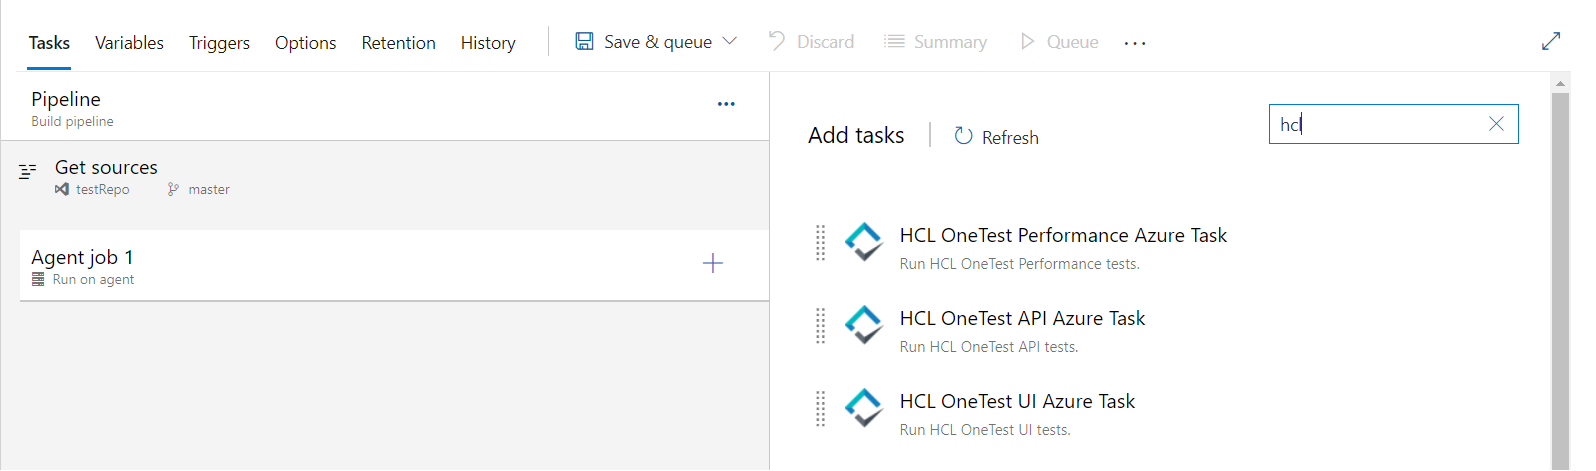 Tasks Variables Triggers Options Retention History Save & queue Discard Summary Queue ...
Pipeline ...
Build pipeline
Get sources
testRepo master
Agent job 1
Run on agent
Add tasks Refresh hcl
HCL OneTest Performance Azure Task
Run HCL OneTest Performance tests.
HCL OneTest API Azure Task
Run HCL OneTest API tests.
HCL OneTest UI Azure Task
Run HCL OneTest UI tests.